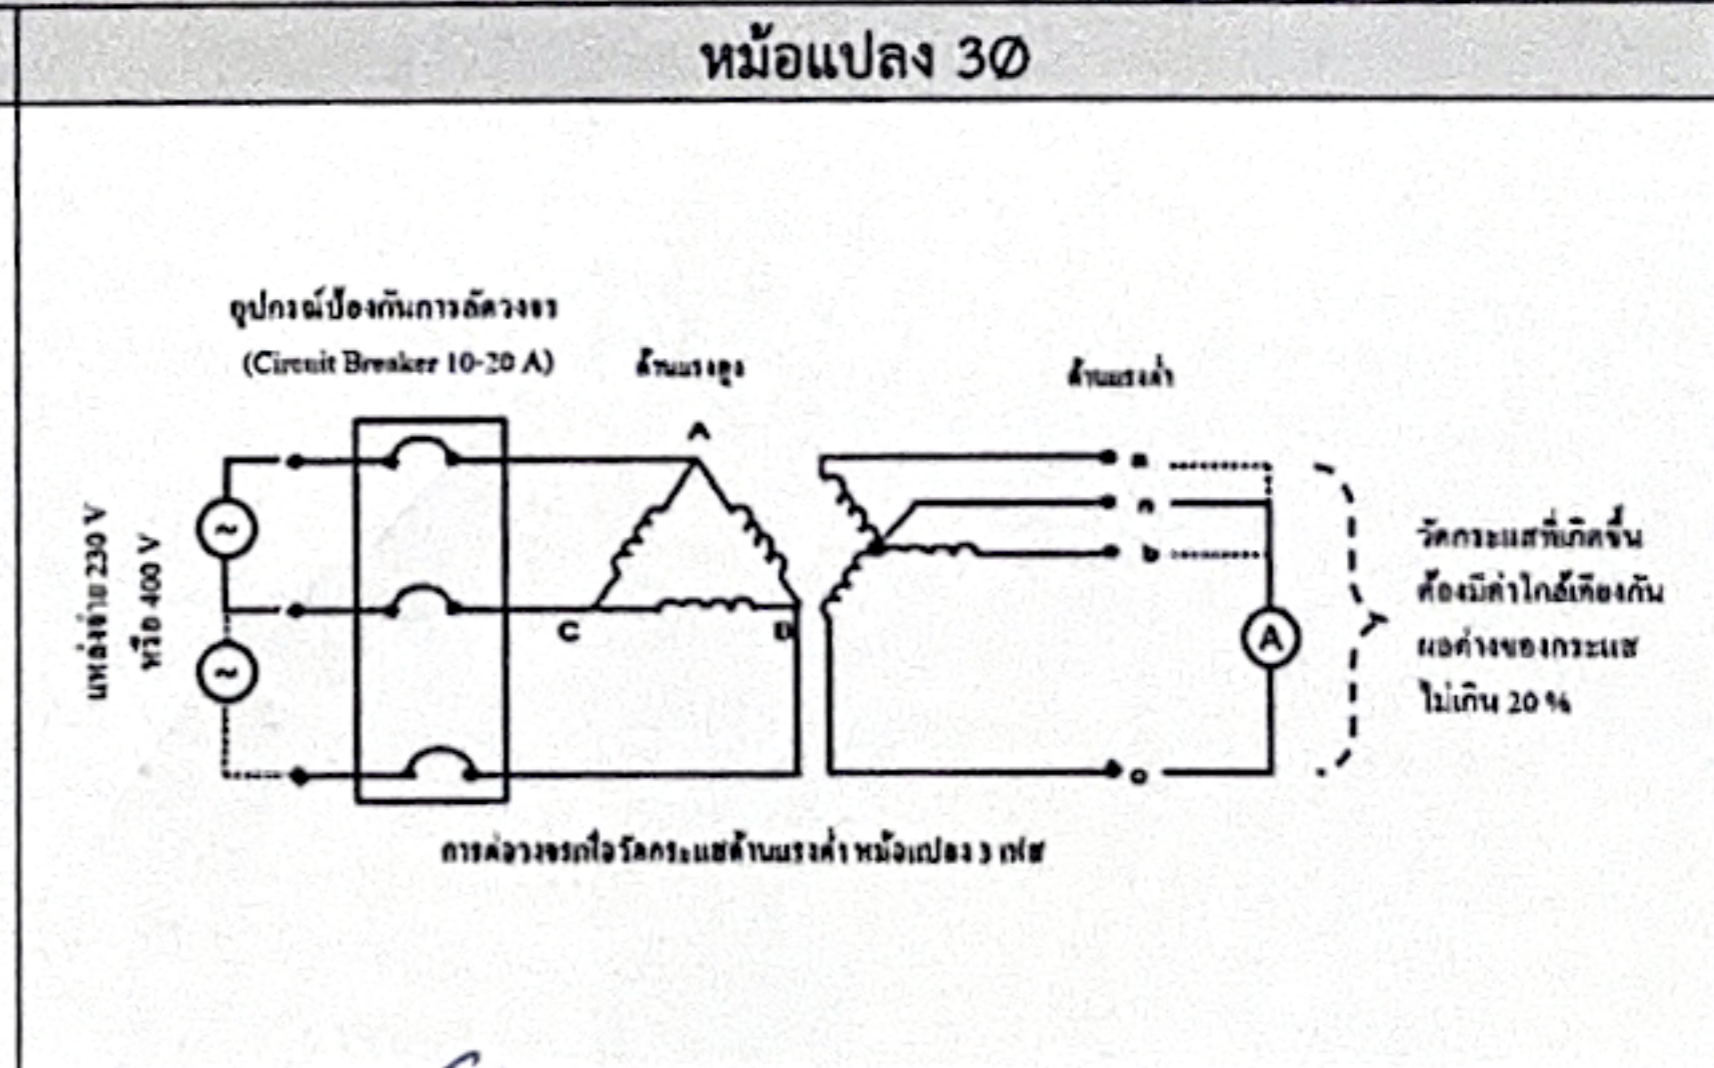 หม้อแปลง 3Ø
อุปกรณ์ป้องกันการลัดวงจร
(Circuit Breaker 10-20 A)
ด้านแรงสูง
ด้านแรงต่ำ
A
a
n
b
แหล่งจ่าย 230 V
หรือ 400 V
~
~
C
B
A
c
วัดกระแสที่เกิดขึ้น
ต้องมีค่าใกล้เคียงกัน
ผลต่างของกระแส
ไม่เกิน 20 %
การต่อวงจรเพื่อวัดกระแสด้านแรงต่ำ หม้อแปลง 3 เฟส